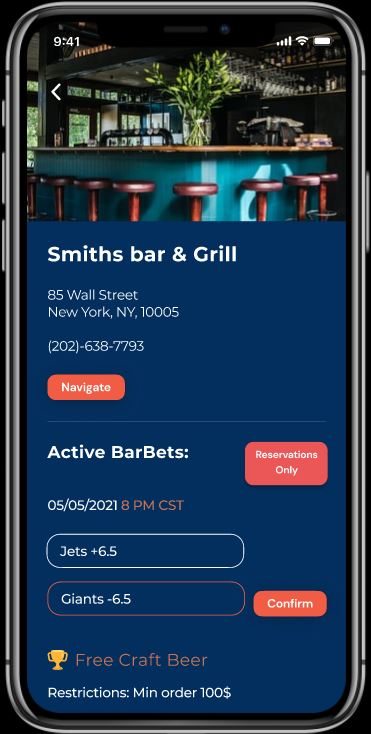 9:41
Smiths bar & Grill
85 Wall Street
New York, NY, 10005
(202)-638-7793
Navigate
Active BarBets:
Reservations
Only
05/05/2021 8 PM CST
Jets +6.5
Giants -6.5
Confirm
Free Craft Beer
Restrictions: Min order 100$